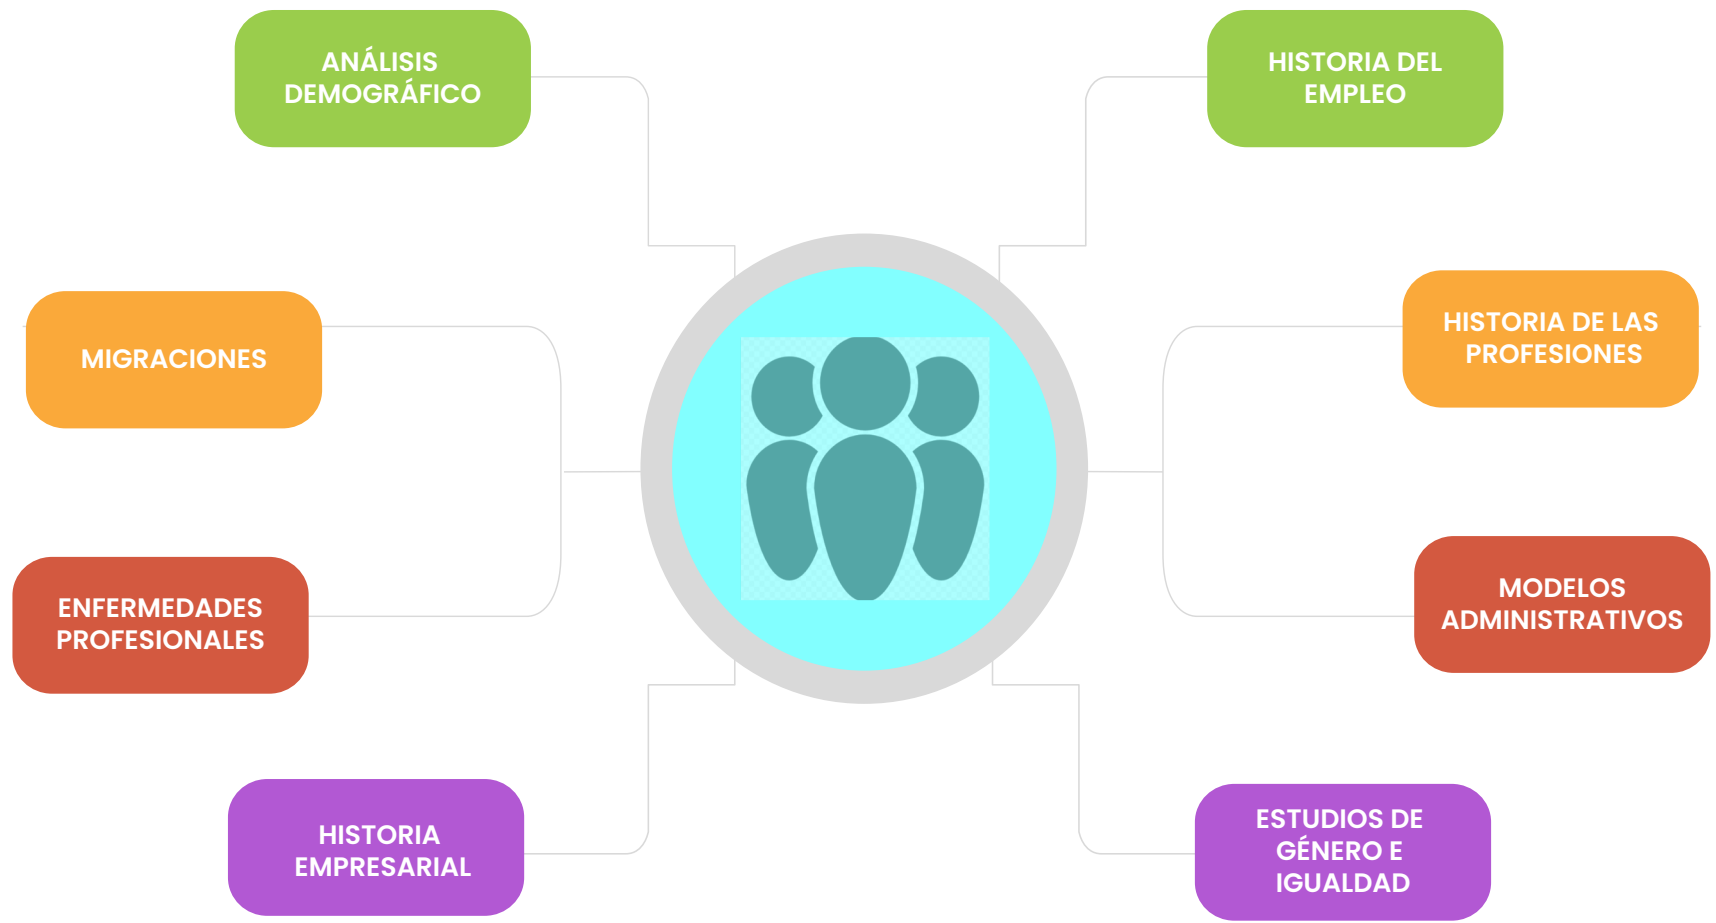 ANÁLISIS
DEMOGRÁFICO
HISTORIA DEL
EMPLEO
MIGRACIONES
HISTORIA DE LAS
PROFESIONES
ENFERMEDADES
PROFESIONALES
MODELOS
ADMINISTRATIVOS
HISTORIA
EMPRESARIAL
ESTUDIOS DE
GÉNERO E
IGUALDAD